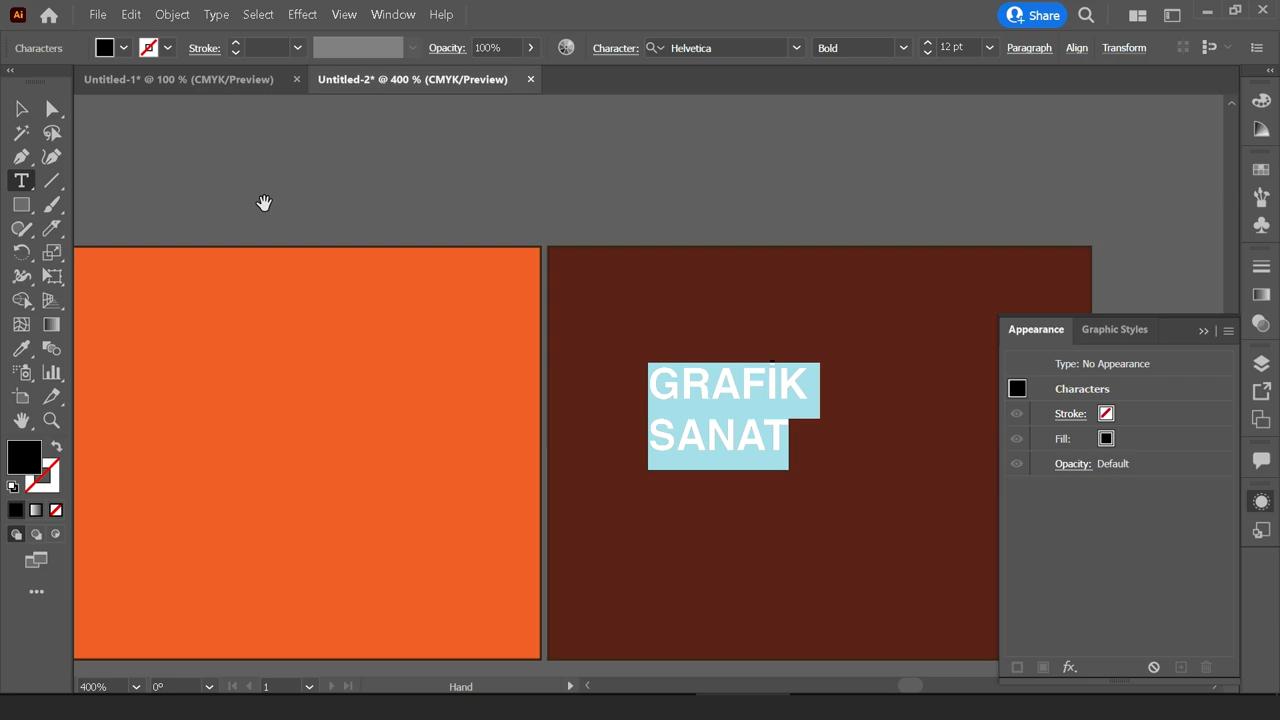 Ai File Edit Object Type Select Effect View Window Help Share
Characters Stroke: Opacity: 100% Character: Helvetica Bold 12 pt Paragraph Align Transform
Untitled-1* @ 100 % (CMYK/Preview) Untitled-2* @ 400 % (CMYK/Preview)
GRAFİK
SANAT
Appearance Graphic Styles
Type: No Appearance
Characters
Stroke:
Fill:
Opacity: Default
fx.
400% 0° 1 Hand